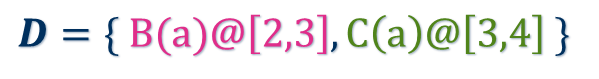 D = { B(a)@[2,3], C(a)@[3,4] }